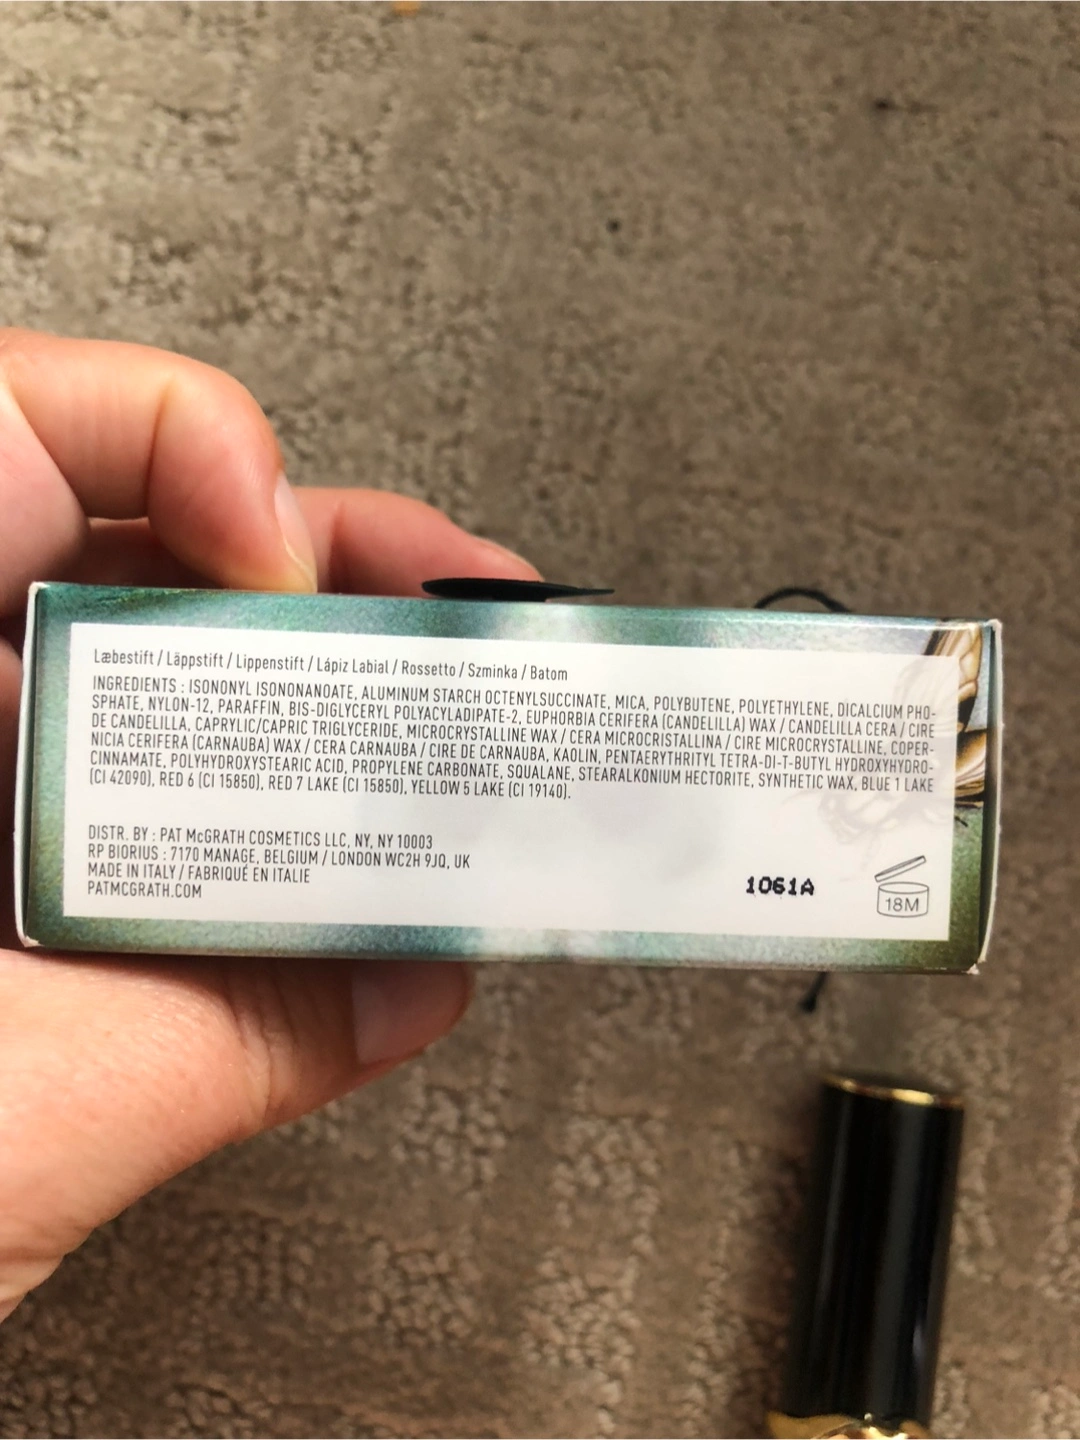 Læbestift / Läppstift / Lippenstift / Lápiz Labial / Rossetto / Szminka / Batom
INGREDIENTS : ISONONYL ISONONANOATE, ALUMINUM STARCH OCTENYLSUCCINATE, MICA, POLYBUTENE, POLYETHYLENE, DICALCIUM PHO-
SPHATE, NYLON-12, PARAFFIN, BIS-DIGLYCERYL POLYACYLADIPATE-2, EUPHORBIA CERIFERA (CANDELILLA) WAX / CANDELILLA CERA / CIRE
DE CANDELILLA, CAPRYLIC/CAPRIC TRIGLYCERIDE, MICROCRYSTALLINE WAX / CERA MICROCRISTALLINA / CIRE MICROCRYSTALLINE, COPER-
NICIA CERIFERA (CARNAUBA) WAX / CERA CARNAUBA / CIRE DE CARNAUBA, KAOLIN, PENTAERYTHRITYL TETRA-DI-T-BUTYL HYDROXYHYDRO-
CINNAMATE, POLYHYDROXYSTEARIC ACID, PROPYLENE CARBONATE, SQUALANE, STEARALKONIUM HECTORITE, SYNTHETIC WAX, BLUE 1 LAKE
(CI 42090), RED 6 (CI 15850), RED 7 LAKE (CI 15850), YELLOW 5 LAKE (CI 19140).
DISTR. BY : PAT McGRATH COSMETICS LLC, NY, NY 10003
RP BIORIUS : 7170 MANAGE, BELGIUM / LONDON WC2H 9JQ, UK
MADE IN ITALY / FABRIQUÉ EN ITALIE
PATMCGRATH.COM
1061A
18M